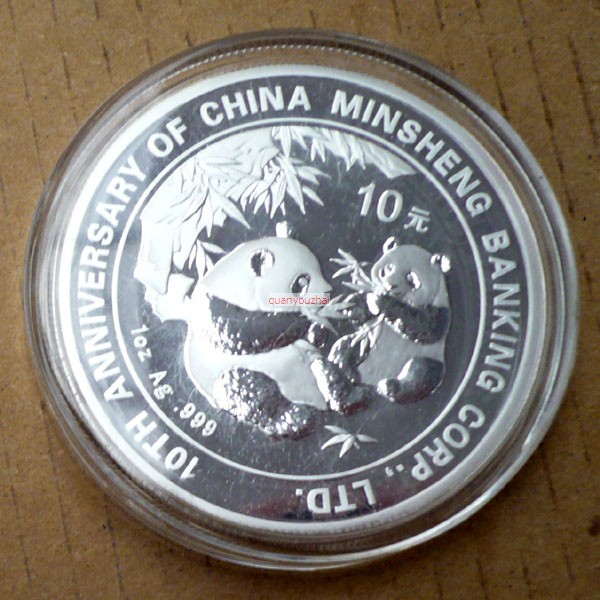 10TH ANNIVERSARY OF CHINA MINSHENG BANKING CORP., LTD.
10元
quanyouzhai
1oz Ag .999